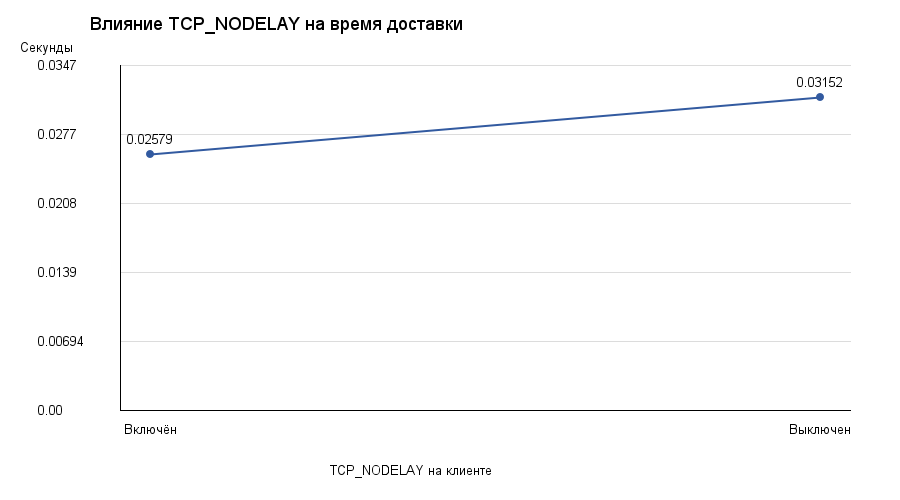 Влияние TCP_NODELAY на время доставки
Секунды
0.0347
0.03152
0.0277
0.02579
0.0208
0.0139
0.00694
0.00
Включён
Выключен
TCP_NODELAY на клиенте